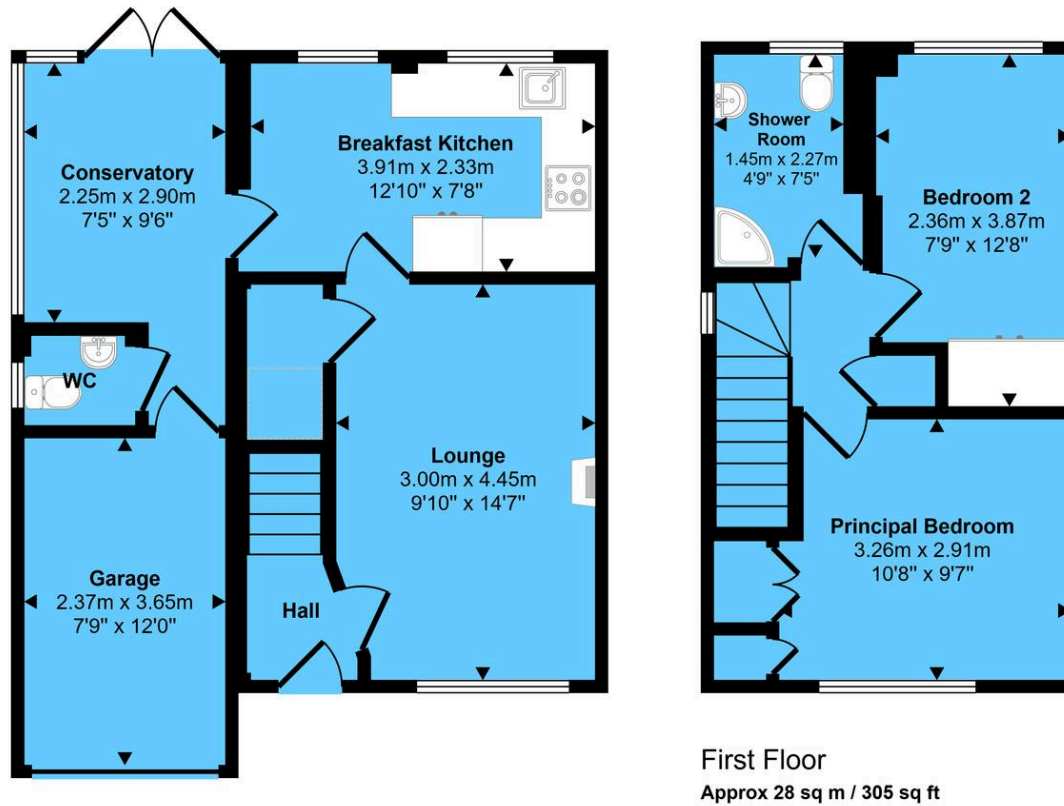 Conservatory
2.25m x 2.90m
7'5" x 9'6"
Breakfast Kitchen
3.91m x 2.33m
12'10" x 7'8"
WC
Lounge
3.00m x 4.45m
9'10" x 14'7"
Garage
2.37m x 3.65m
7'9" x 12'0"
Hall
Shower
Room
1.45m x 2.27m
4'9" x 7'5"
Bedroom 2
2.36m x 3.87m
7'9" x 12'8"
Principal Bedroom
3.26m x 2.91m
10'8" x 9'7"
First Floor
Approx 28 sq m / 305 sq ft